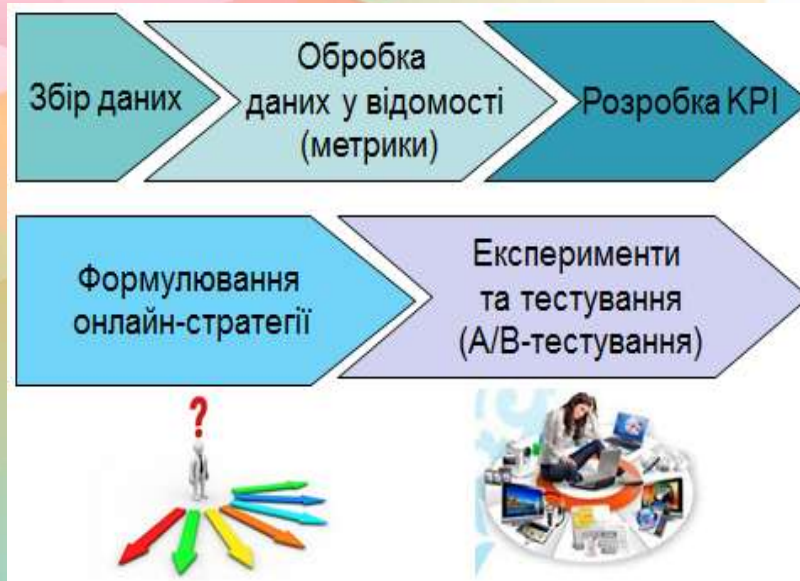 Збір даних
Обробка
даних у відомості
(метрики)
Розробка KPI
Формулювання
онлайн-стратегії
Експерименти
та тестування
(А/В-тестування)
?